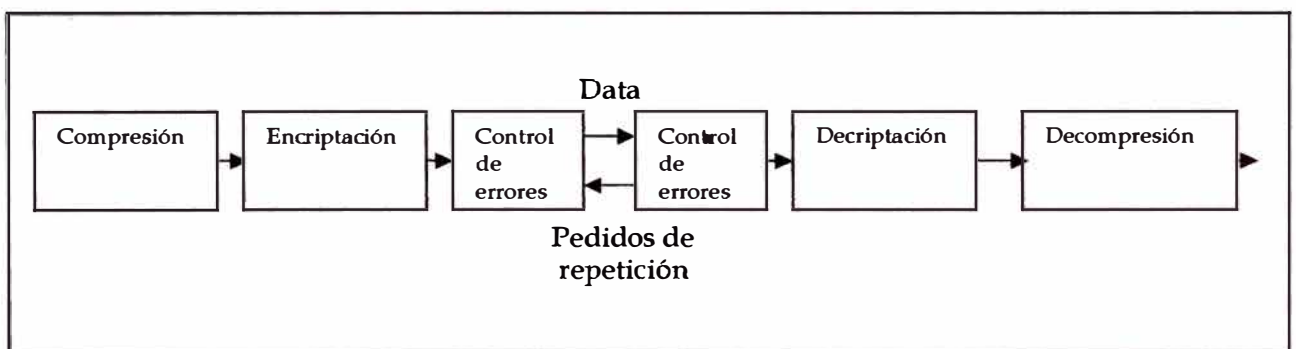 Data
Compresión
Encriptación
Control
de
errores
Control
de
errores
Decriptación
Decompresión
Pedidos de
repetición